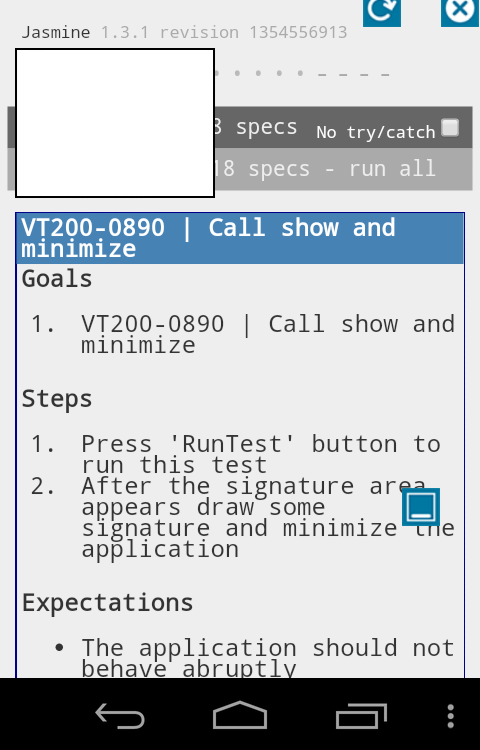 Jasmine 1.3.1 revision 1354556913
specs No try/catch
18 specs - run all
VT200-0890 | Call show and
minimize
Goals
1. VT200-0890 | Call show and
minimize
Steps
1. Press 'RunTest' button to
run this test
2. After the signature area
appears draw some
signature and minimize the
application
Expectations
• The application should not
behave abruptly